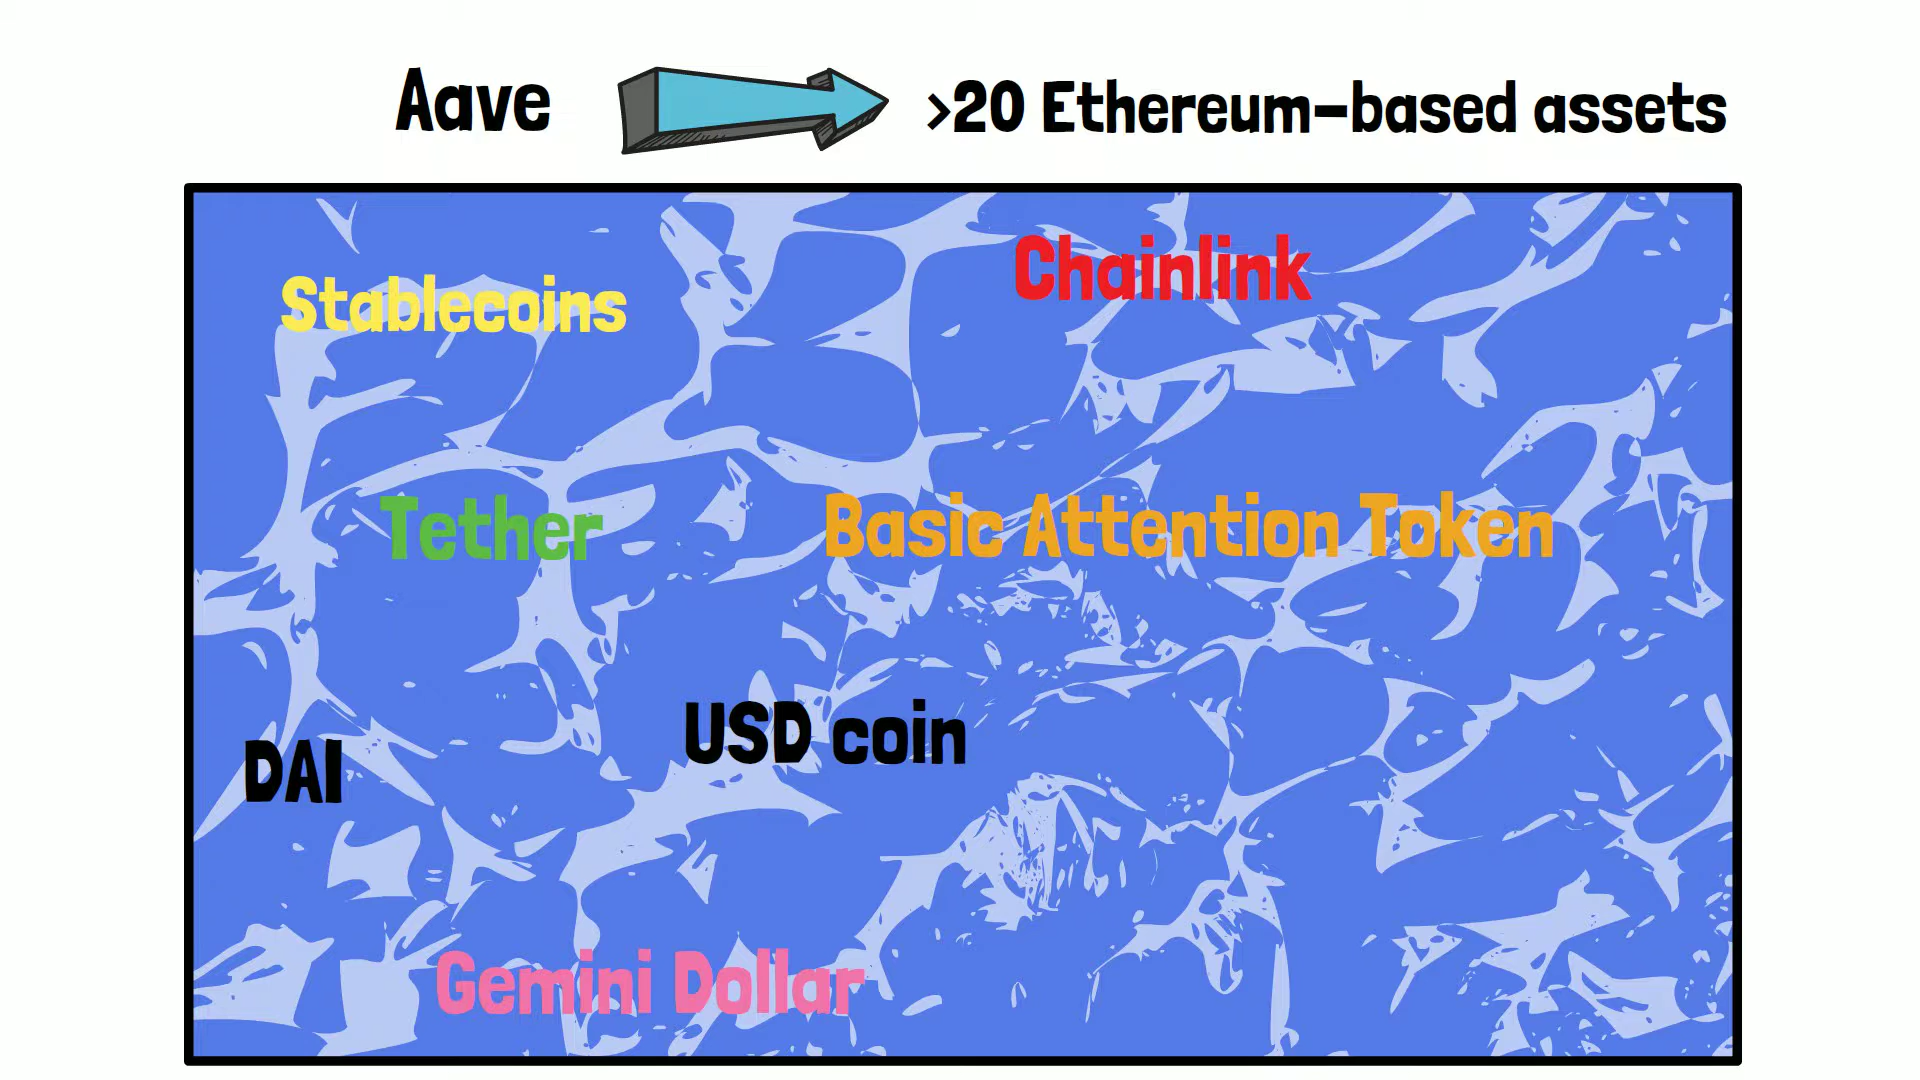 Aave
>20 Ethereum-based assets
Chainlink
Stablecoins
Tether
Basic Attention Token
USD coin
DAI
Gemini Dollar